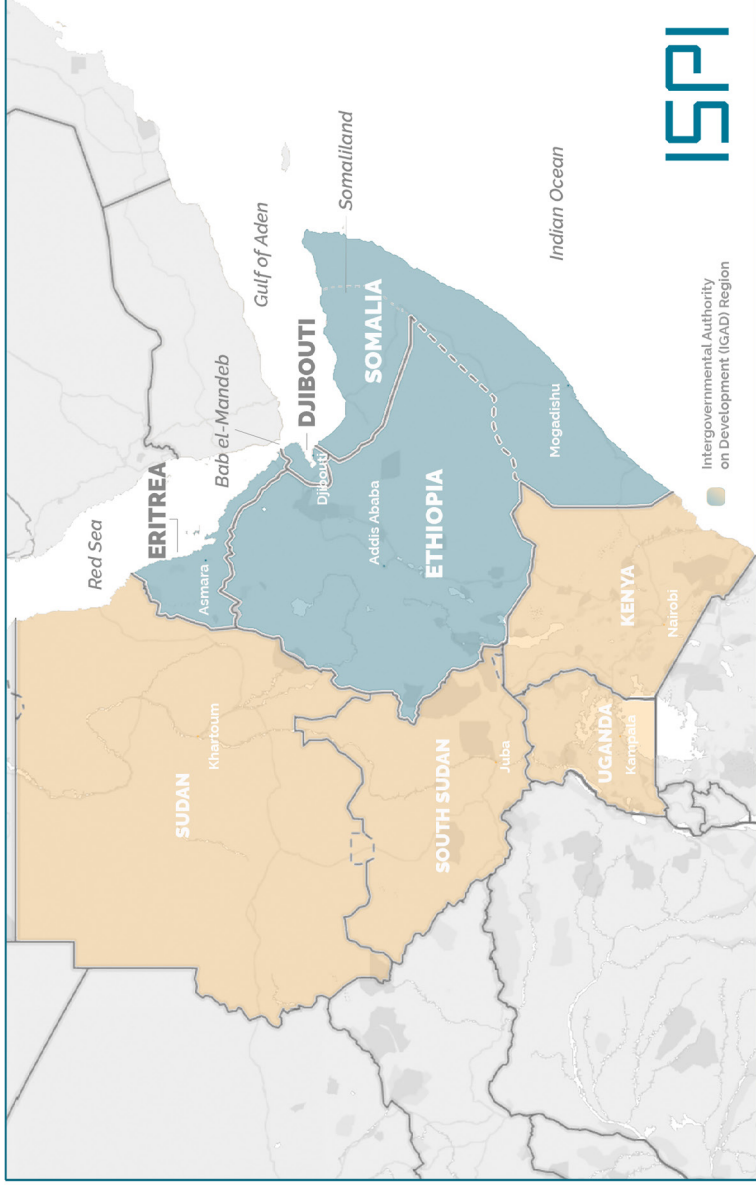 ISPI
Red Sea
ERITREA
Asmara
Bab el-Mandeb
Gulf of Aden
DJIBOUTI
Djibouti
Somaliland
SOMALIA
SUDAN
Khartoum
Addis Ababa
ETHIOPIA
SOUTH SUDAN
Juba
Mogadishu
Indian Ocean
UGANDA
Kampala
KENYA
Nairobi
Intergovernmental Authority
on Development (IGAD) Region